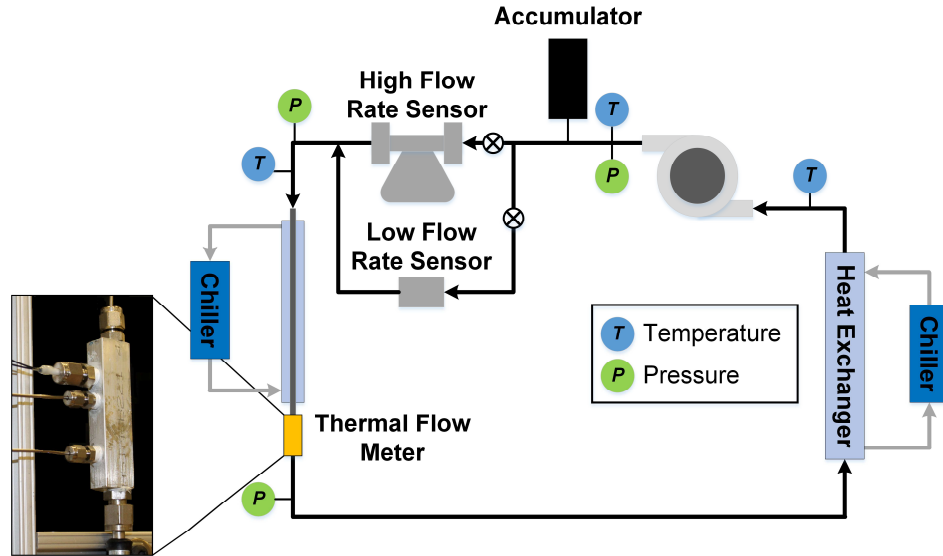 Accumulator
High Flow
Rate Sensor
P
T
T
P
T
Low Flow
Rate Sensor
Chiller
Heat Exchanger
Chiller
T Temperature
P Pressure
Thermal Flow
Meter
P